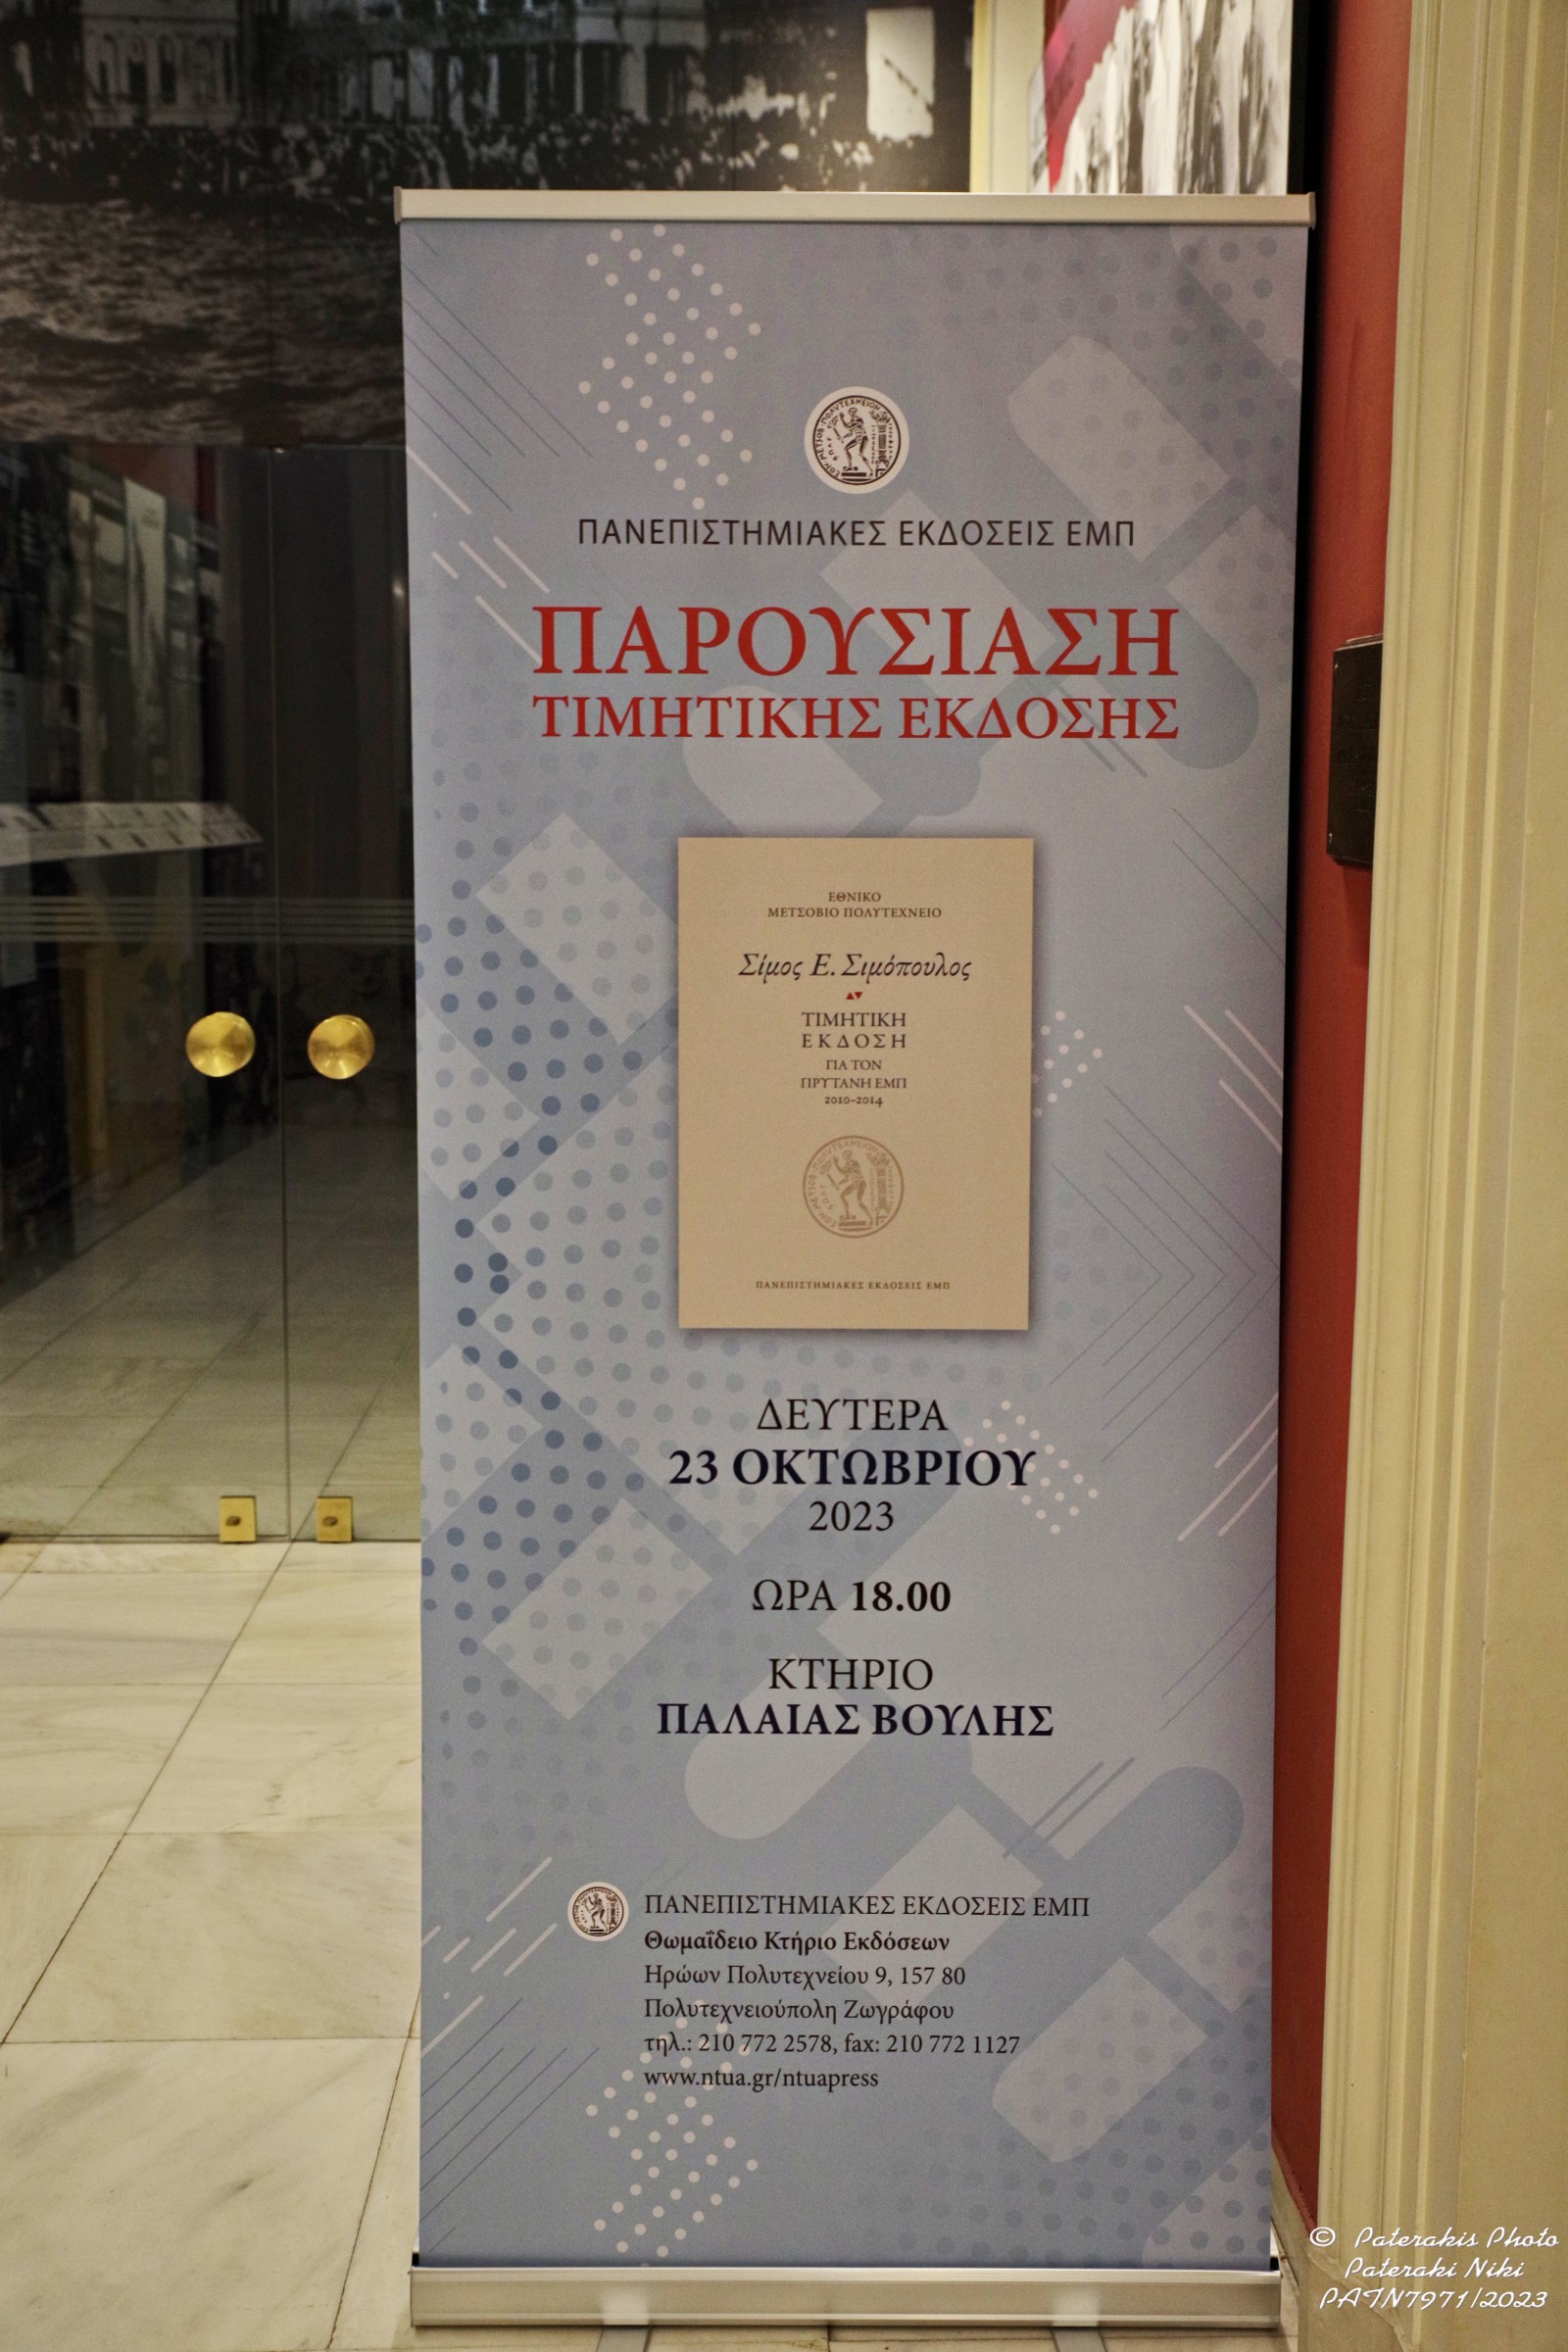 ΠΑΝΕΠΙΣΤΗΜΙΑΚΕΣ ΕΚΔΟΣΕΙΣ ΕΜΠ
ΠΑΡΟΥΣΙΑΣΗ
ΤΙΜΗΤΙΚΗΣ ΕΚΔΟΣΗΣ
ΕΘΝΙΚΟ
ΜΕΤΣΟΒΙΟ ΠΟΛΥΤΕΧΝΕΙΟ
Σίμος Ε. Σιμόπουλος
ΤΙΜΗΤΙΚΗ
ΕΚΔΟΣΗ
ΓΙΑ ΤΟΝ
ΠΡΥΤΑΝΗ ΕΜΠ
2010-2014
ΠΑΝΕΠΙΣΤΗΜΙΑΚΕΣ ΕΚΔΟΣΕΙΣ ΕΜΠ
ΔΕΥΤΕΡΑ
23 ΟΚΤΩΒΡΙΟΥ
2023
ΩΡΑ 18.00
ΚΤΗΡΙΟ
ΠΑΛΑΙΑΣ ΒΟΥΛΗΣ
ΠΑΝΕΠΙΣΤΗΜΙΑΚΕΣ ΕΚΔΟΣΕΙΣ ΕΜΠ
Θωμαΐδειο Κτήριο Εκδόσεων
Ηρώων Πολυτεχνείου 9, 157 80
Πολυτεχνειούπολη Ζωγράφου
τηλ.: 210 772 2578, fax: 210 772 1127
www.ntua.gr/ntuapress
© Paterakis Photo
Pateraki Niki
PATN7971/2023